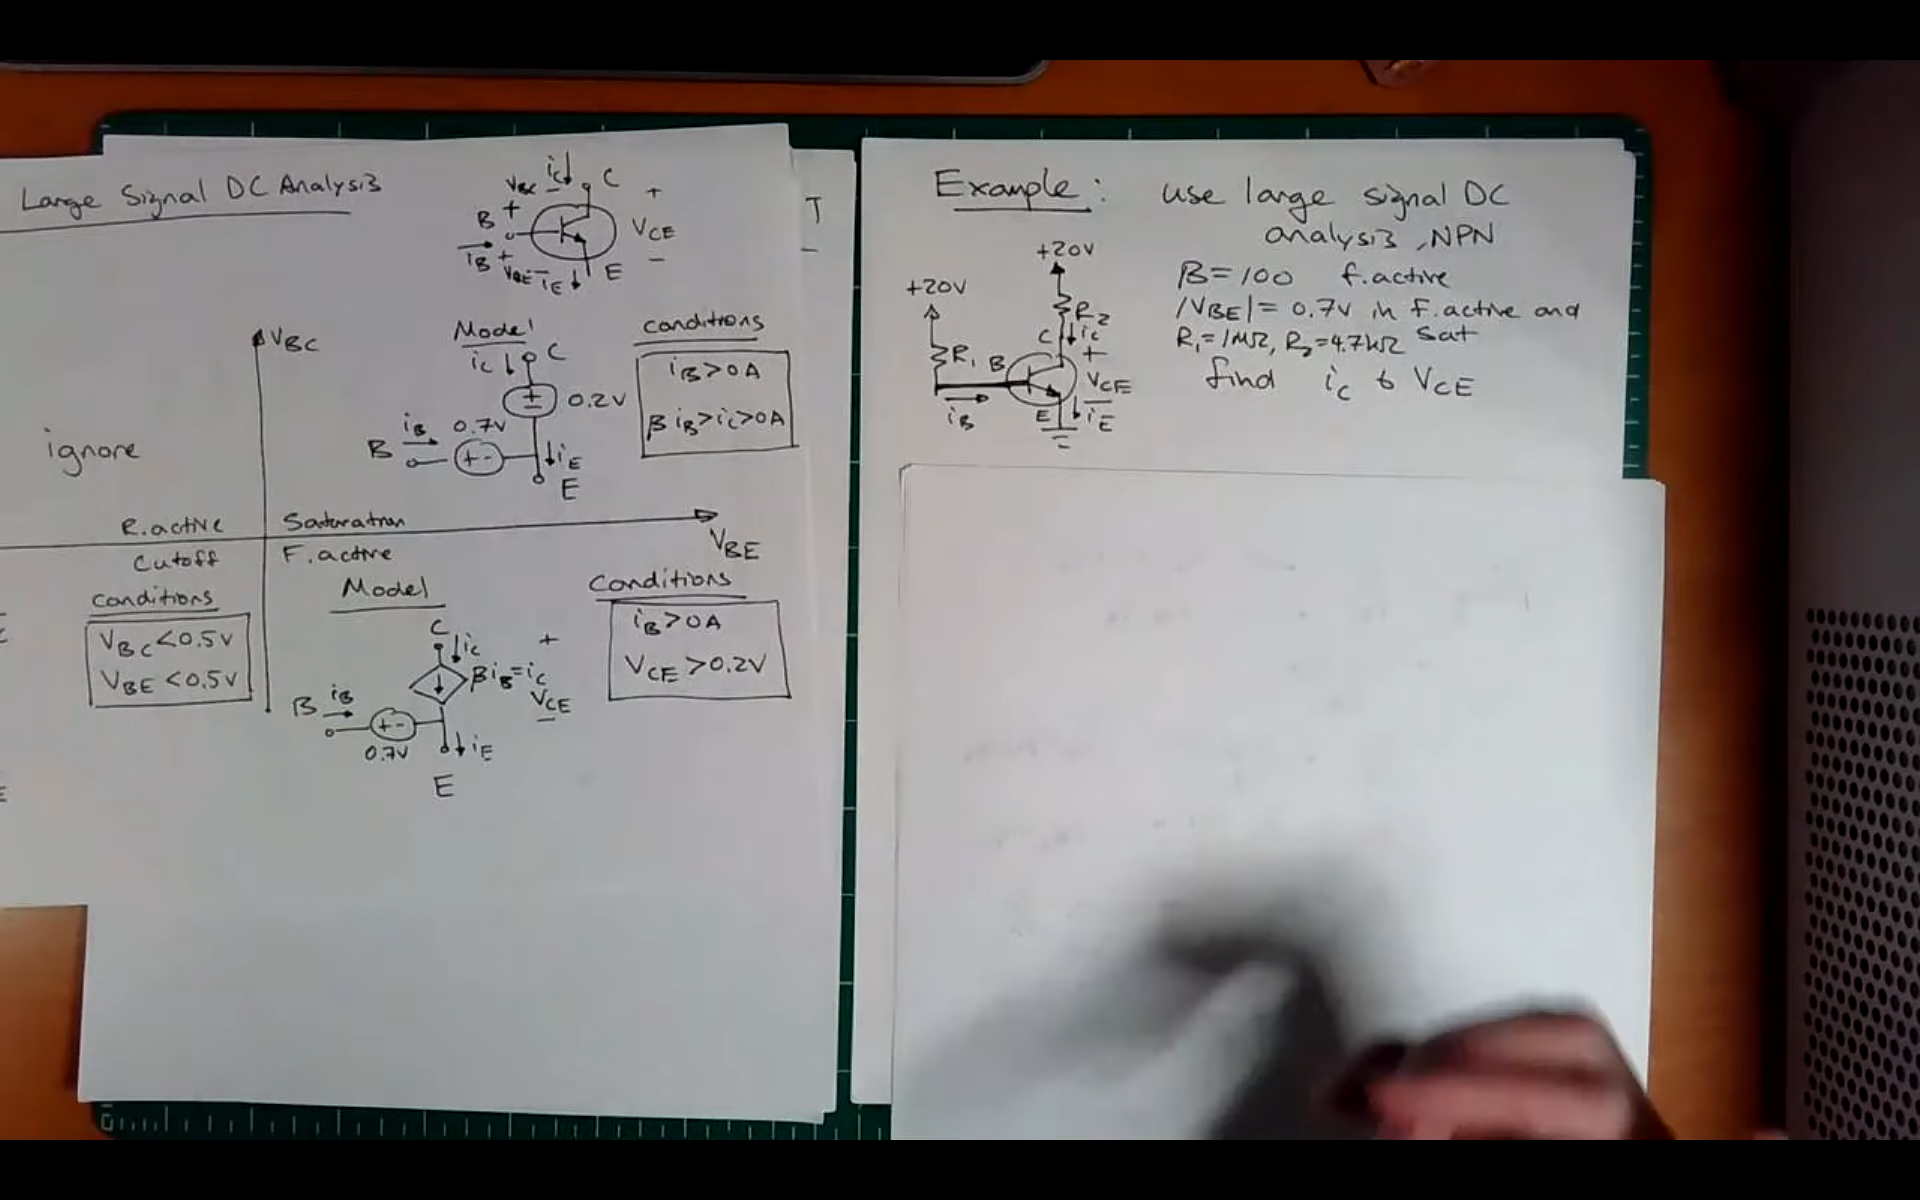 Large Signal DC Analysis
iC C
VBC - +
B + VCE
iB + VBE - iE E -
T
-
VBC
Model
iC C
0.2V
iB 0.7V
B + -
iE
E
conditions
iB>0A
βiB>iC>0A
ignore
R.active
Saturation
VBE
Cutoff
conditions
VBC<0.5V
VBE<0.5V
F.active
Model
C
iC +
βiB=iC
VCE
-
B iB
+ -
0.7V
iE
E
Conditions
iB>0A
VCE>0.2V
Example: use large signal DC
analysis, NPN
β=100 f.active
|VBE|=0.7V in f.active and
R1=1MΩ, R2=4.7kΩ sat
find iC & VCE
+20V
+20V
R2
C iC
R1 B +
VCE
-
iB
E iE